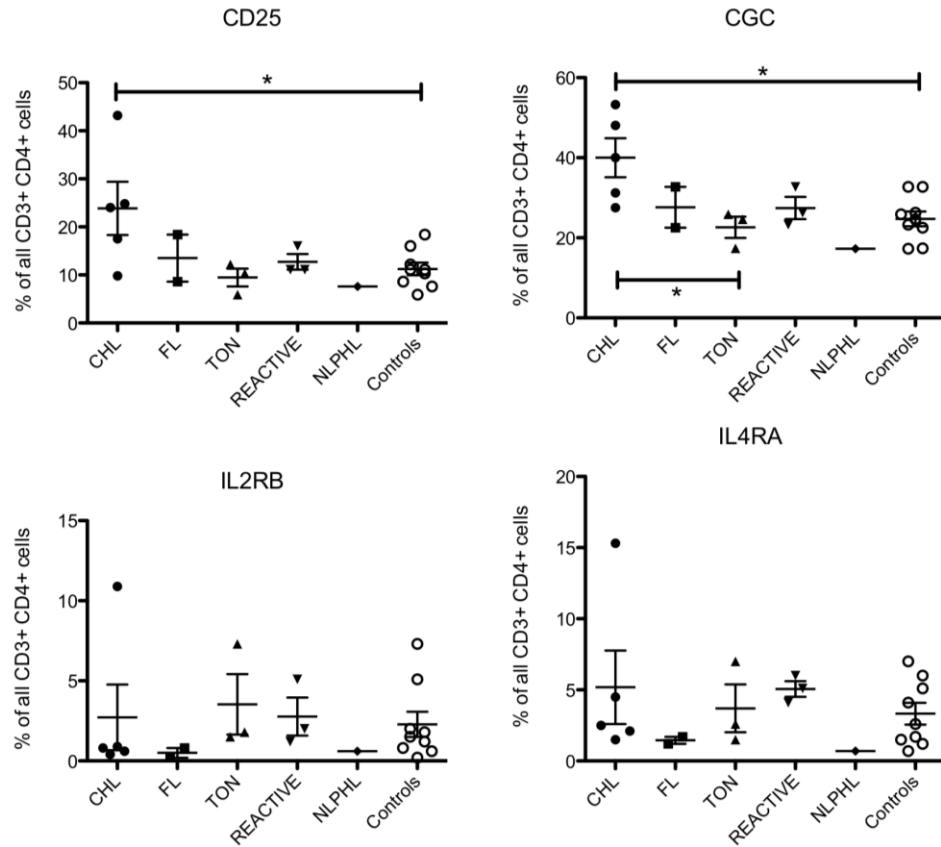 CD25
*
% of all CD3+ CD4+ cells
50
40
30
20
10
0
CHL
FL
TON
REACTIVE
NLPHL
Controls
CGC
*
*
% of all CD3+ CD4+ cells
60
40
20
0
CHL
FL
TON
REACTIVE
NLPHL
Controls
IL2RB
% of all CD3+ CD4+ cells
15
10
5
0
CHL
FL
TON
REACTIVE
NLPHL
Controls
IL4RA
% of all CD3+ CD4+ cells
20
15
10
5
0
CHL
FL
TON
REACTIVE
NLPHL
Controls